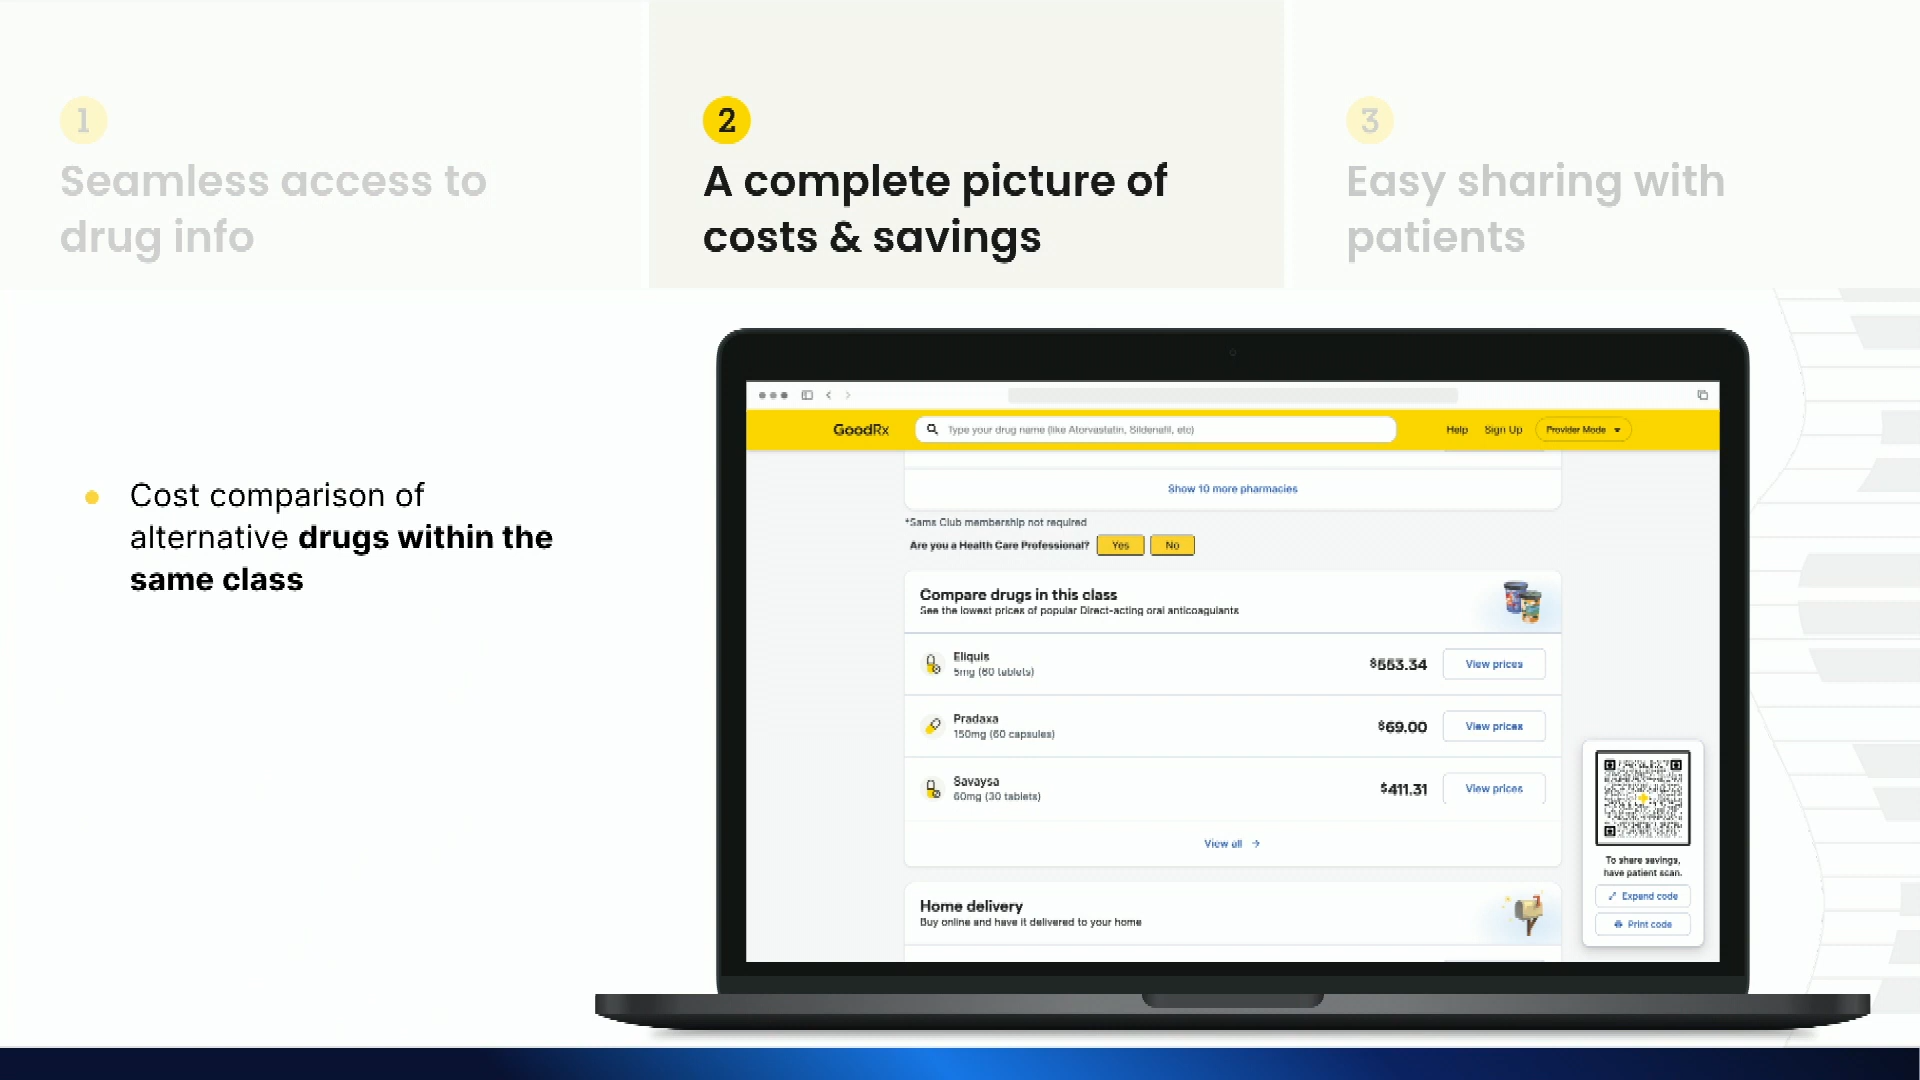 1
Seamless access to
drug info
2
A complete picture of
costs & savings
3
Easy sharing with
patients
Cost comparison of
alternative drugs within the
same class
GoodRx
Type your drug name (like Atorvastatin, Sildenafil, etc)
Help
Sign Up
Provider Mode
Show 10 more pharmacies
*Sams Club membership not required
Are you a Health Care Professional?
Yes
No
Compare drugs in this class
See the lowest prices of popular Direct-acting oral anticoagulants
Eliquis
5mg (60 tablets)
$553.34
View prices
Pradaxa
150mg (60 capsules)
$69.00
View prices
Savaysa
60mg (30 tablets)
$411.31
View prices
View all
Home delivery
Buy online and have it delivered to your home
To share savings,
have patient scan.
Expand code
Print code